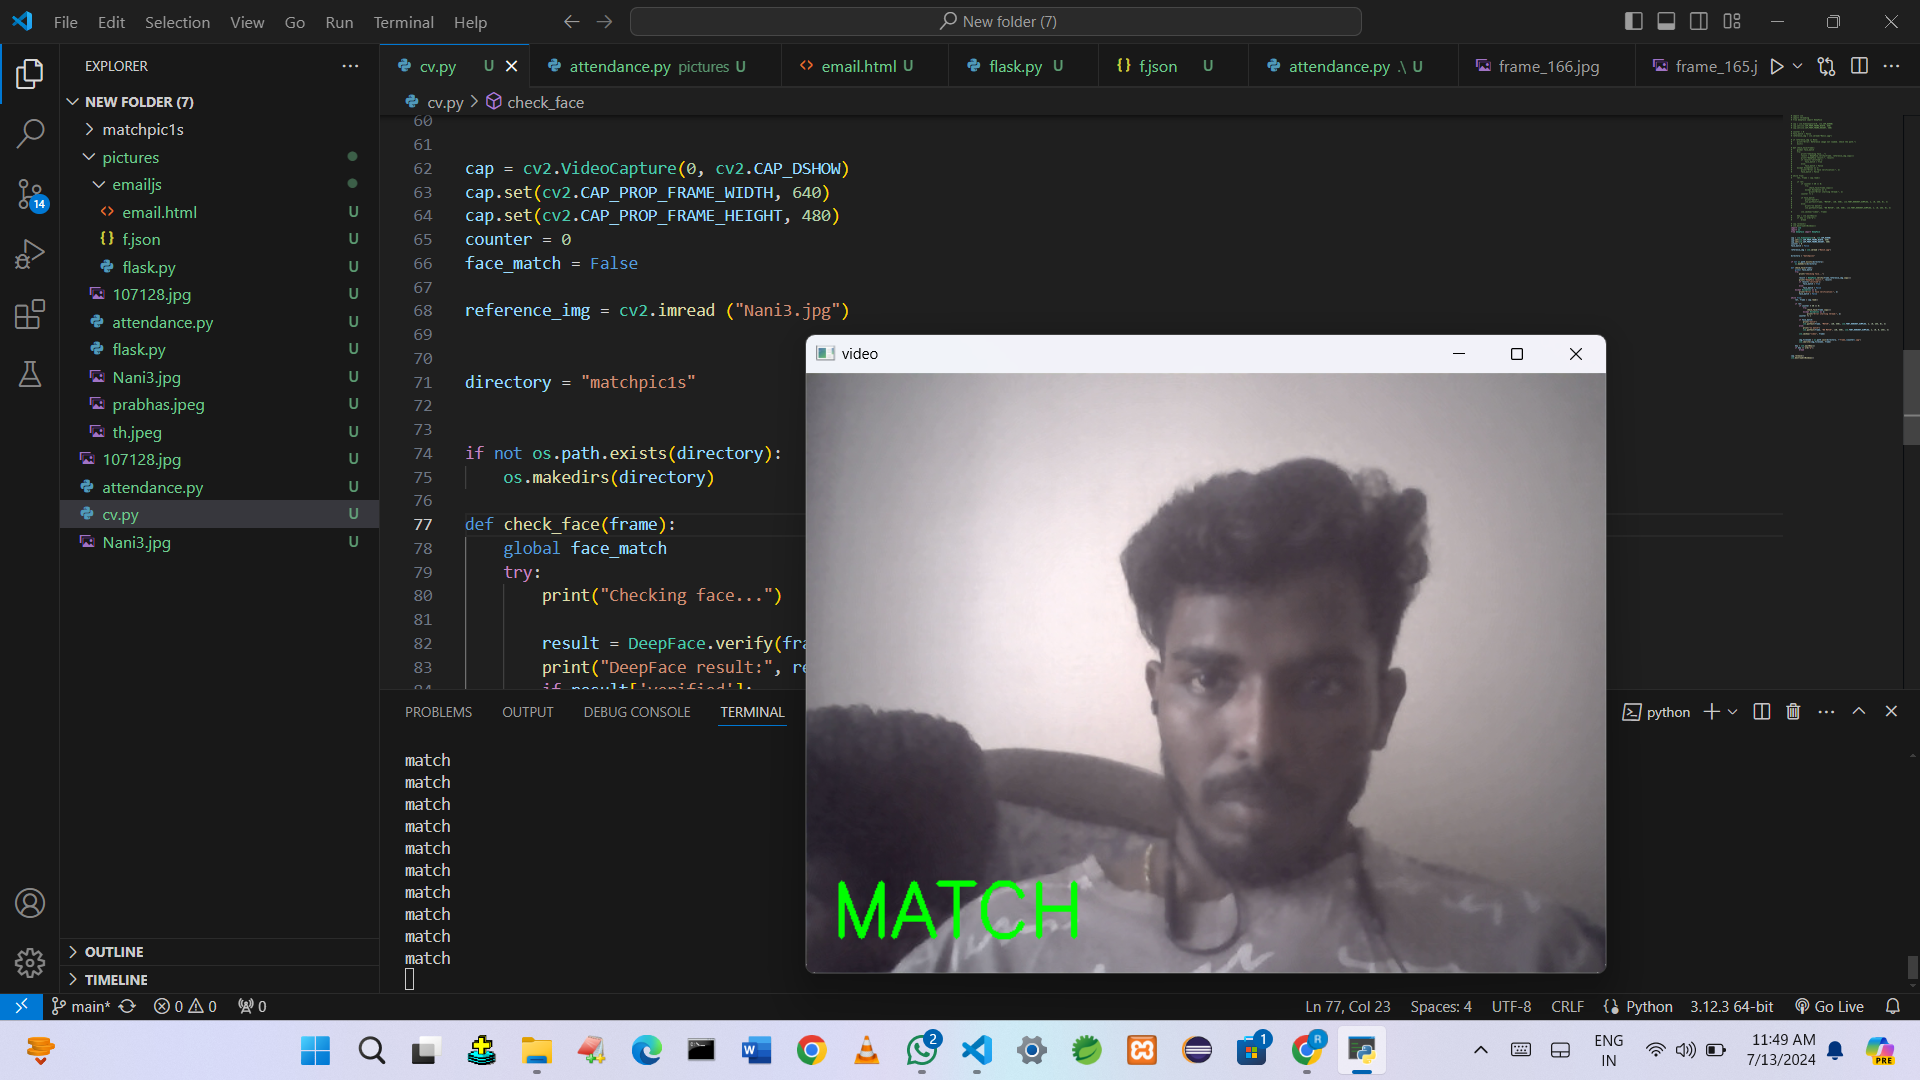 File Edit Selection View Go Run Terminal Help
New folder (7)
EXPLORER
NEW FOLDER (7)
matchpic1s
pictures
emailjs
email.html U
f.json U
flask.py U
107128.jpg U
attendance.py U
flask.py U
Nani3.jpg U
prabhas.jpeg U
th.jpeg U
107128.jpg U
attendance.py U
cv.py U
Nani3.jpg U
OUTLINE
TIMELINE
14
cv.py U
attendance.py pictures U
email.html U
flask.py U
f.json U
attendance.py .\ U
frame_166.jpg
frame_165.j
cv.py > check_face
60
61
62 cap = cv2.VideoCapture(0, cv2.CAP_DSHOW)
63 cap.set(cv2.CAP_PROP_FRAME_WIDTH, 640)
64 cap.set(cv2.CAP_PROP_FRAME_HEIGHT, 480)
65 counter = 0
66 face_match = False
67
68 reference_img = cv2.imread ("Nani3.jpg")
69
70
71 directory = "matchpic1s"
72
73
74 if not os.path.exists(directory):
75 os.makedirs(directory)
76
77 def check_face(frame):
78 global face_match
79 try:
80 print("Checking face...")
81
82 result = DeepFace.verify(fra
83 print("DeepFace result:", re
video
MATCH
PROBLEMS OUTPUT DEBUG CONSOLE TERMINAL
python
match
match
match
match
match
match
match
match
match
match
main* 0 0 0
Ln 77, Col 23 Spaces: 4 UTF-8 CRLF Python 3.12.3 64-bit Go Live
2
1
R
ENG
IN
11:49 AM
7/13/2024
PRE